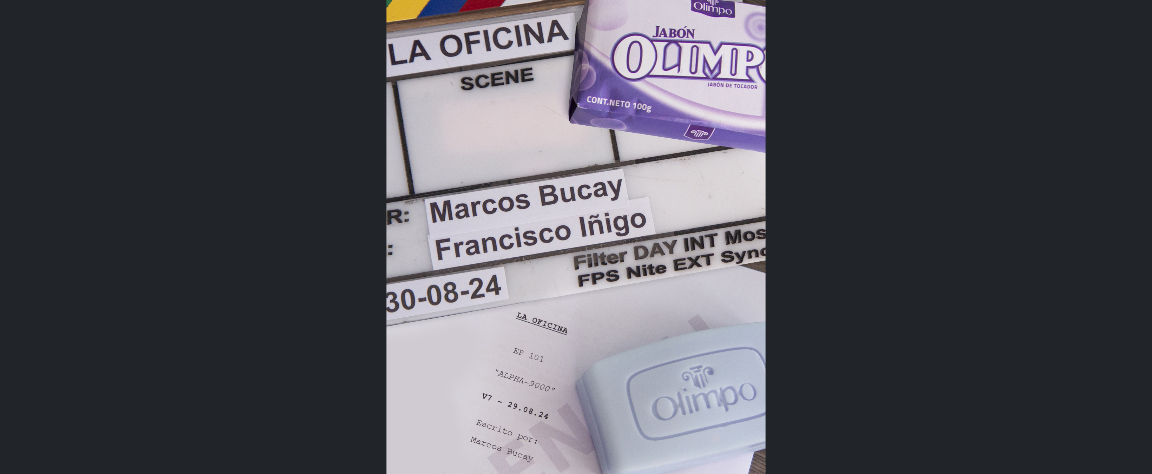 LA OFICINA
SCENE
Olimpo
JABÓN
OLIMPO
JABÓN DE TOCADOR
CONT.NETO 100g
R: Marcos Bucay
: Francisco Iñigo
30-08-24
Filter DAY INT Mos
FPS Nite EXT Sync
LA OFICINA
EP 101
"ALPHA-9000"
V7 - 29.08.24
Escrito por:
Marcos Bucay
olimpo